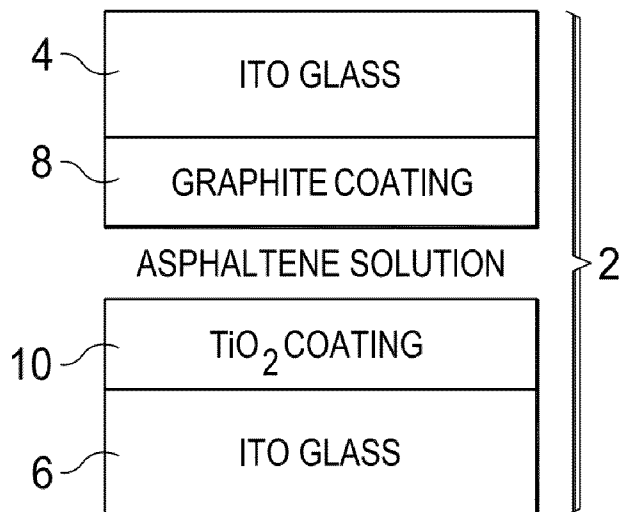 4 ITO GLASS
8 GRAPHITE COATING
ASPHALTENE SOLUTION 2
10 TiO2 COATING
6 ITO GLASS